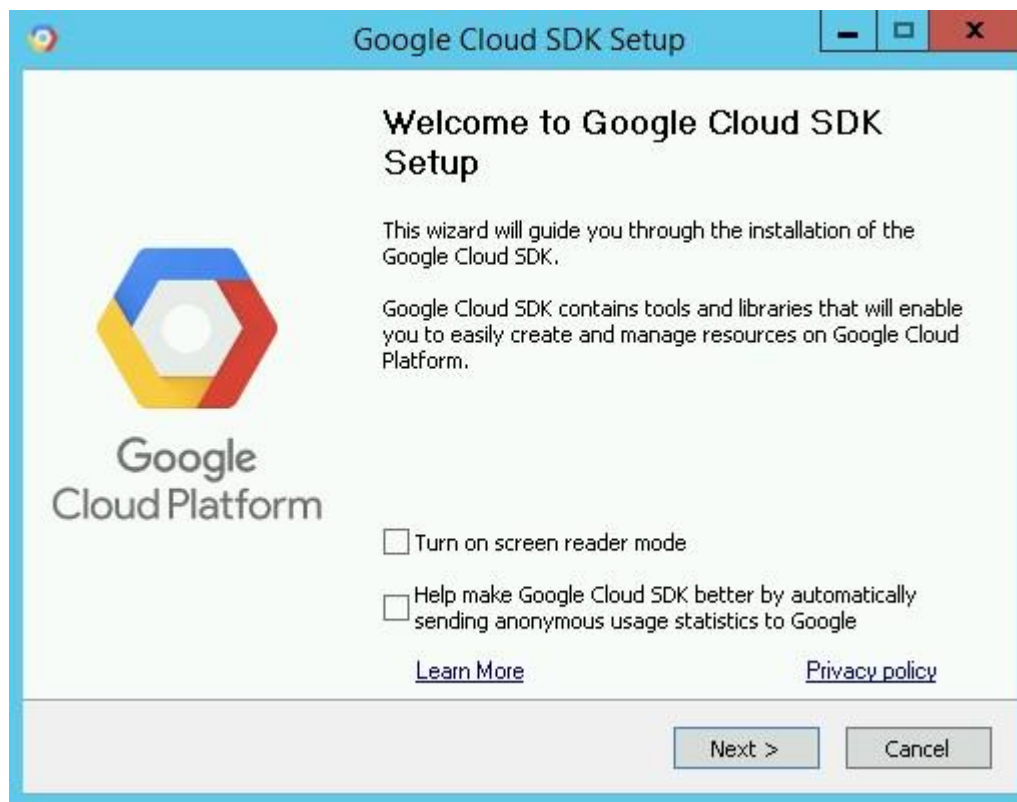 Google Cloud SDK Setup
Welcome to Google Cloud SDK
Setup
This wizard will guide you through the installation of the
Google Cloud SDK.
Google Cloud SDK contains tools and libraries that will enable
you to easily create and manage resources on Google Cloud
Platform.
Google
Cloud Platform
Turn on screen reader mode
Help make Google Cloud SDK better by automatically
sending anonymous usage statistics to Google
Learn More
Privacy policy
Next >
Cancel